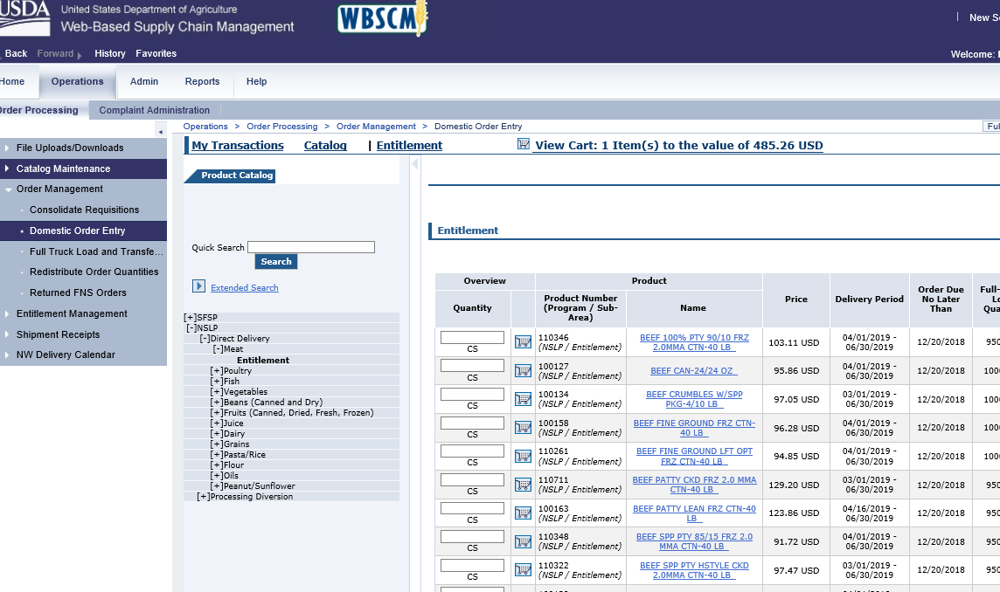 USDA United States Department of Agriculture
Web-Based Supply Chain Management
WBSCM
New
Back Forward History Favorites
Welcome:
Home Operations Admin Reports Help
Order Processing Complaint Administration
Operations > Order Processing > Order Management > Domestic Order Entry
File Uploads/Downloads
Catalog Maintenance
Order Management
Consolidate Requisitions
Domestic Order Entry
Full Truck Load and Transfe...
Redistribute Order Quantities
Returned FNS Orders
Entitlement Management
Shipment Receipts
NW Delivery Calendar
My Transactions Catalog | Entitlement View Cart: 1 Item(s) to the value of 485.26 USD
Product Catalog
Quick Search
Search
Extended Search
[+]SFSP
[-]NSLP
[-]Direct Delivery
[-]Meat
Entitlement
[+]Poultry
[+]Fish
[+]Vegetables
[+]Beans (Canned and Dry)
[+]Fruits (Canned, Dried, Fresh, Frozen)
[+]Juice
[+]Dairy
[+]Grains
[+]Pasta/Rice
[+]Flour
[+]Oils
[+]Peanut/Sunflower
[+]Processing Diversion
Entitlement
Overview Product
Quantity Product Number (Program / Sub-Area) Name Price Delivery Period Order Due No Later Than
CS 110346 (NSLP / Entitlement) BEEF 100% PTY 90/10 FRZ 2.0MMA CTN-40 LB 103.11 USD 04/01/2019 - 06/30/2019 12/20/2018 950
CS 100127 (NSLP / Entitlement) BEEF CAN-24/24 OZ 95.86 USD 04/01/2019 - 06/30/2019 12/20/2018 100
CS 100134 (NSLP / Entitlement) BEEF CRUMBLES W/SPP PKG-4/10 LB 97.05 USD 03/01/2019 - 06/30/2019 12/20/2018 100
CS 100158 (NSLP / Entitlement) BEEF FINE GROUND FRZ CTN-40 LB 96.28 USD 04/01/2019 - 06/30/2019 12/20/2018 100
CS 110261 (NSLP / Entitlement) BEEF FINE GROUND LFT OPT FRZ CTN-40 LB 94.85 USD 04/01/2019 - 06/30/2019 12/20/2018 100
CS 110711 (NSLP / Entitlement) BEEF PATTY CKD FRZ 2.0 MMA CTN-40 LB 129.20 USD 03/01/2019 - 06/30/2019 12/20/2018 950
CS 100163 (NSLP / Entitlement) BEEF PATTY LEAN FRZ CTN-40 LB 123.86 USD 04/16/2019 - 06/30/2019 12/20/2018 950
CS 110348 (NSLP / Entitlement) BEEF SPP PTY 85/15 FRZ 2.0 MMA CTN-40 LB 91.72 USD 04/01/2019 - 06/30/2019 12/20/2018 950
CS 110322 (NSLP / Entitlement) BEEF SPP PTY HSTYLE CKD 2.0MMA CTN-40 LB 97.47 USD 03/01/2019 - 06/30/2019 12/20/2018 950